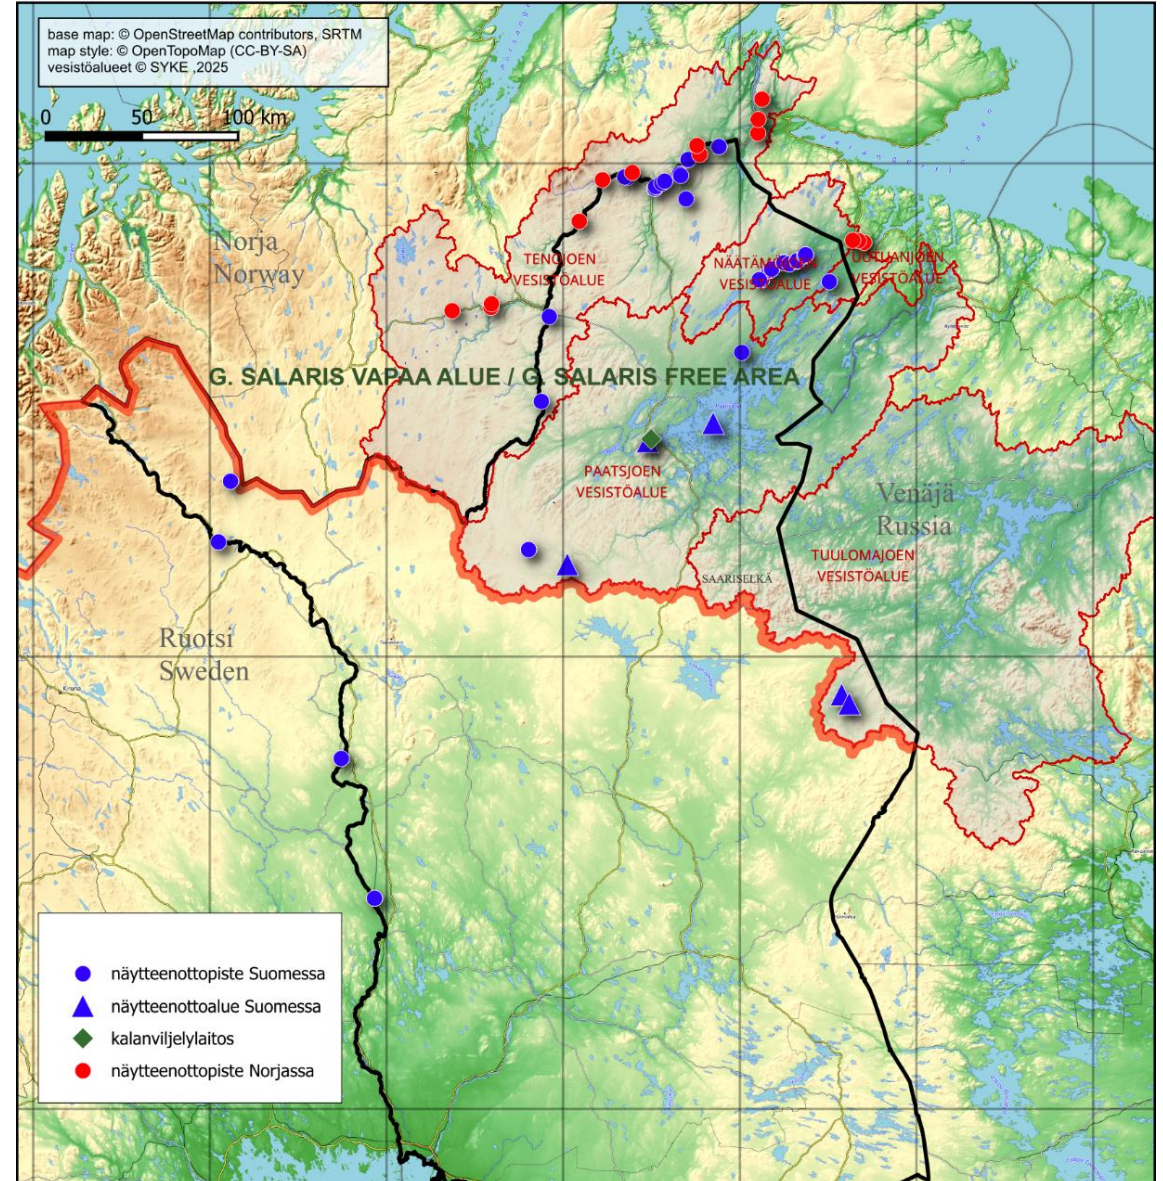 base map: © OpenStreetMap contributors, SRTM
map style: © OpenTopoMap (CC-BY-SA)
vesistöalueet © SYKE ,2025
0 50 100 km
Norja
Norway
TENOJOEN
VESISTÖALUE
VESISTÖALUE
VESISTÖALUE
G. SALARIS VAPAA ALUE / G. SALARIS FREE AREA
PAATSJOEN
VESISTÖALUE
Venäjä
Russia
TUULOMAJOEN
VESISTÖALUE
SAARISELKÄ
Ruotsi
Sweden
Kiruna
näytteenottopiste Suomessa
näytteenottoalue Suomessa
kalanviljelylaitos
näytteenottopiste Norjassa